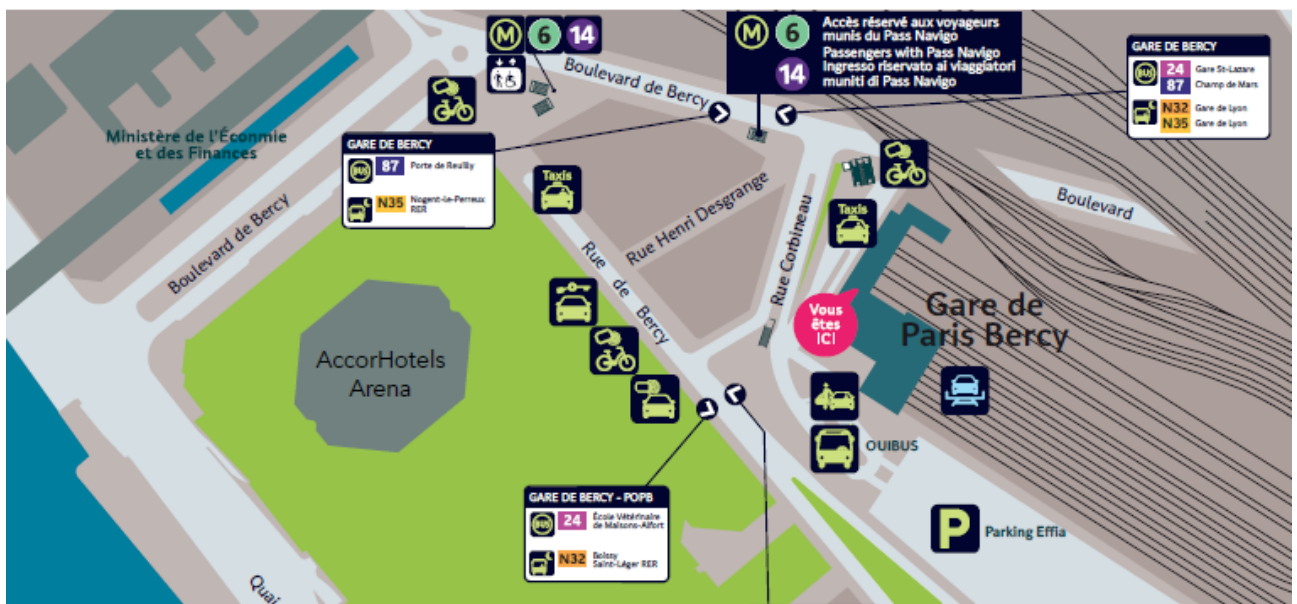 M 6 14
M 6
14
Accès réservé aux voyageurs
munis du Pass Navigo
Passengers with Pass Navigo
Ingresso riservato ai viaggiatori
muniti di Pass Navigo
GARE DE BERCY
BUS 24 Gare St-Lazare
87 Champ de Mars
N32 Gare de Lyon
N35 Gare de Lyon
Boulevard de Bercy
Ministère de l'Éconmie
et des Finances
GARE DE BERCY
BUS 87 Porte de Reuilly
N35 Nogent-le-Perreux
RER
Taxis
Boulevard de Bercy
Rue Henri Desgrange
Rue de Bercy
Rue Corbineau
Taxis
Boulevard
Vous
êtes
ICI
Gare de
Paris Bercy
AccorHotels
Arena
OUIBUS
GARE DE BERCY - POPB
BUS 24 École Vétérinaire
de Maisons-Alfort
N32 Boissy
Saint-Léger RER
P Parking Effia
Quai